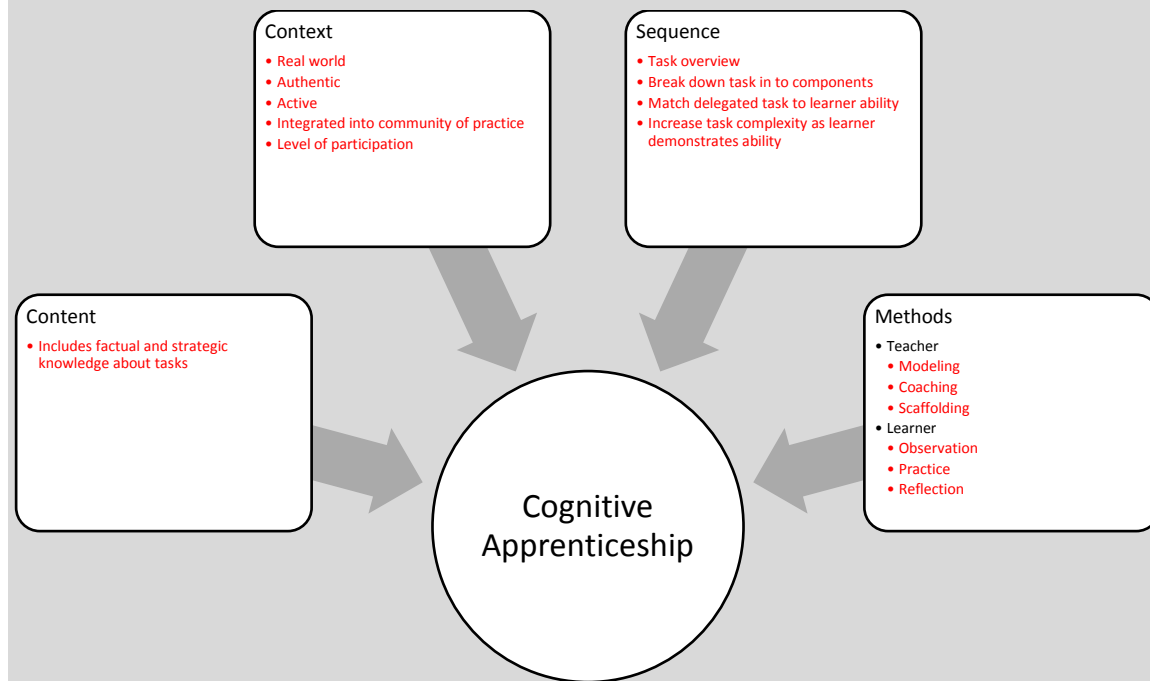 Context
• Real world
• Authentic
• Active
• Integrated into community of practice
• Level of participation
Sequence
• Task overview
• Break down task in to components
• Match delegated task to learner ability
• Increase task complexity as learner
demonstrates ability
Content
• Includes factual and strategic
knowledge about tasks
Methods
• Teacher
• Modeling
• Coaching
• Scaffolding
• Learner
• Observation
• Practice
• Reflection
Cognitive
Apprenticeship